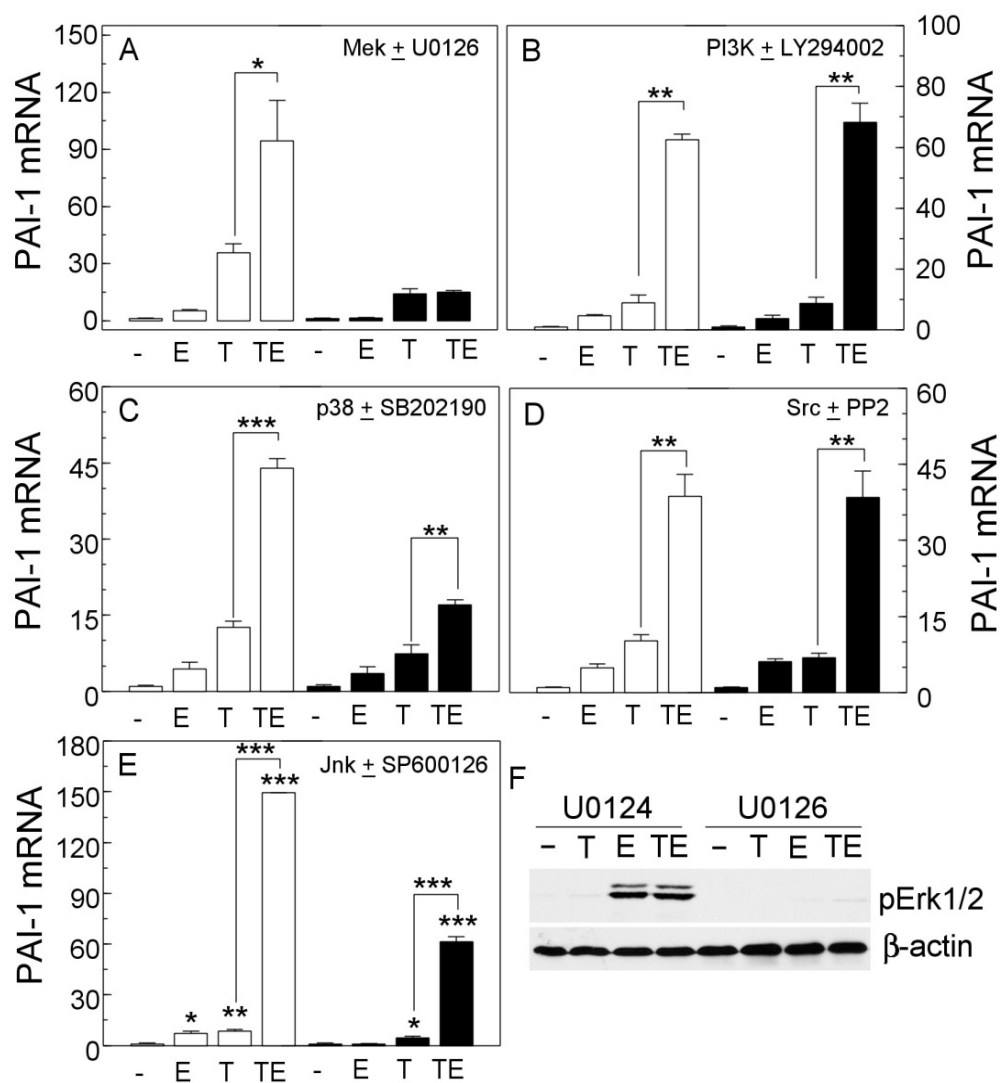 A
Mek ± U0126
PAI-1 mRNA
150
120
90
60
30
0
*
- E T TE - E T TE
B
PI3K ± LY294002
PAI-1 mRNA
100
80
60
40
20
0
** **
- E T TE - E T TE
C
p38 ± SB202190
PAI-1 mRNA
60
45
30
15
0
***
**
- E T TE - E T TE
D
Src ± PP2
PAI-1 mRNA
60
45
30
15
0
** **
- E T TE - E T TE
E
Jnk ± SP600126
PAI-1 mRNA
180
150
120
90
60
30
0
***
***
* **
***
***
*
- E T TE - E T TE
F
U0124 U0126
– T E TE – T E TE
pErk1/2
β-actin